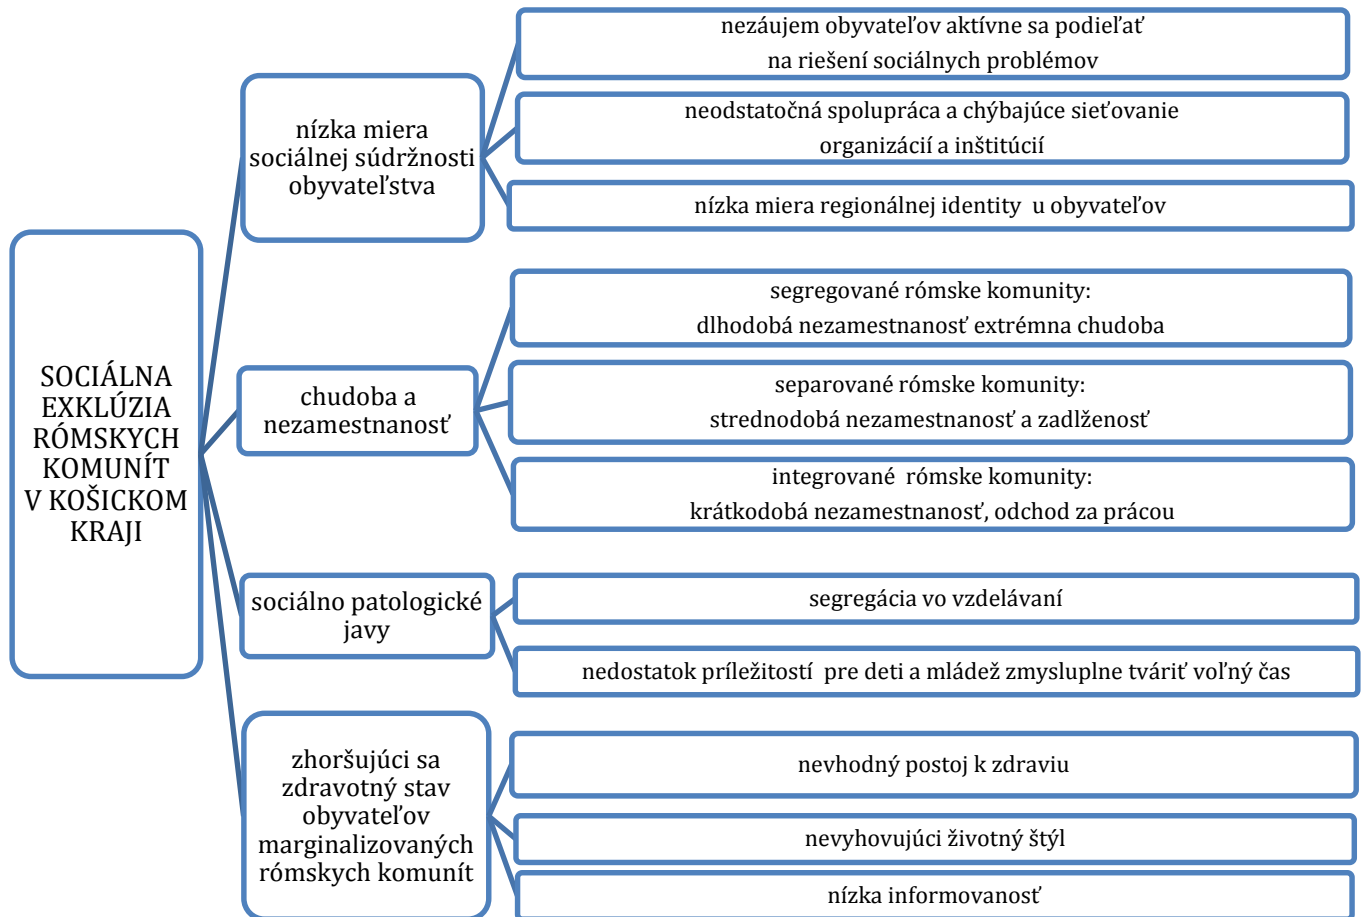 SOCIÁLNA
EXKLÚZIA
RÓMSKYCH
KOMUNÍT
V KOŠICKOM
KRAJI
nízka miera
sociálnej súdržnosti
obyvateľstva
nezáujem obyvateľov aktívne sa podieľať
na riešení sociálnych problémov
neodstatočná spolupráca a chýbajúce sieťovanie
organizácií a inštitúcií
nízka miera regionálnej identity u obyvateľov
chudoba a
nezamestnanosť
segregované rómske komunity:
dlhodobá nezamestnanosť extrémna chudoba
separované rómske komunity:
strednodobá nezamestnanosť a zadlženosť
integrované rómske komunity:
krátkodobá nezamestnanosť, odchod za prácou
sociálno patologické
javy
segregácia vo vzdelávaní
nedostatok príležitostí pre deti a mládež zmysluplne tváriť voľný čas
zhoršujúci sa
zdravotný stav
obyvateľov
marginalizovaných
rómskych komunít
nevhodný postoj k zdraviu
nevyhovujúci životný štýl
nízka informovanosť